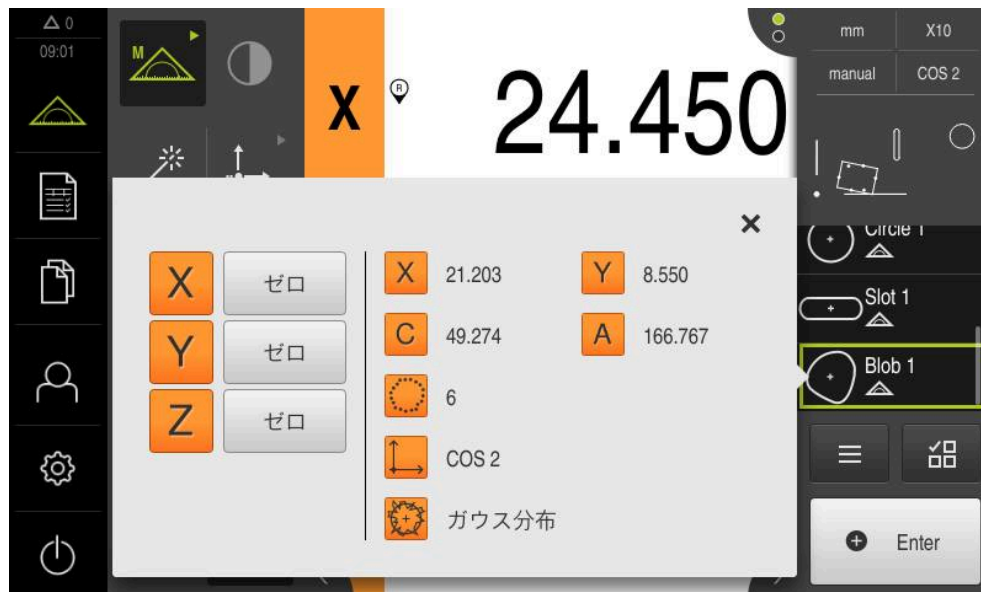 0
09:01
M
X
R
24.450
mm X10
manual COS 2
X ゼロ
Y ゼロ
Z ゼロ
X 21.203 Y 8.550
C 49.274 A 166.767
6
COS 2
ガウス分布
Circle 1
Slot 1
Blob 1
Enter